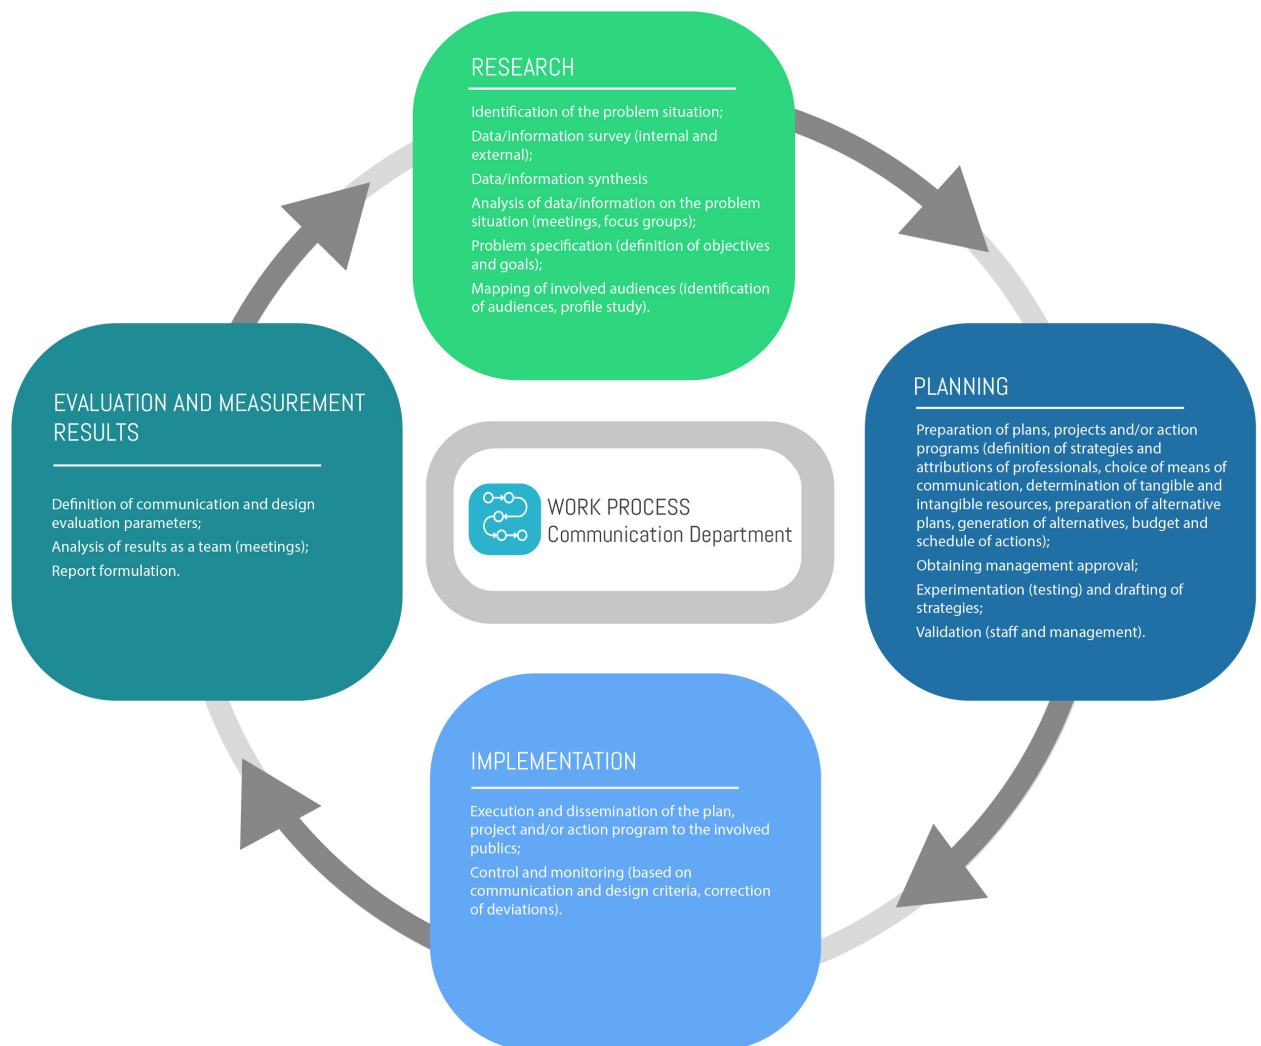 RESEARCH
Identification of the problem situation;
Data/information survey (internal and
external);
Data/information synthesis
Analysis of data/information on the problem
situation (meetings, focus groups);
Problem specification (definition of objectives
and goals);
Mapping of involved audiences (identification
of audiences, profile study).
PLANNING
Preparation of plans, projects and/or action
programs (definition of strategies and
attributions of professionals, choice of means of
communication, determination of tangible and
intangible resources, preparation of alternative
plans, generation of alternatives, budget and
schedule of actions);
Obtaining management approval;
Experimentation (testing) and drafting of
strategies;
Validation (staff and management).
IMPLEMENTATION
Execution and dissemination of the plan,
project and/or action program to the involved
publics;
Control and monitoring (based on
communication and design criteria, correction
of deviations).
EVALUATION AND MEASUREMENT
RESULTS
Definition of communication and design
evaluation parameters;
Analysis of results as a team (meetings);
Report formulation.
WORK PROCESS
Communication Department